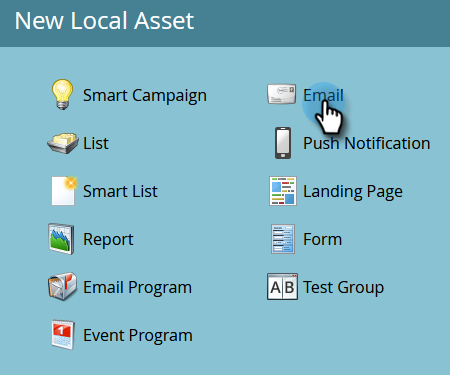 New Local Asset
Smart Campaign
Email
List
Push Notification
Smart List
Landing Page
Report
Form
Email Program
AB Test Group
1 Event Program